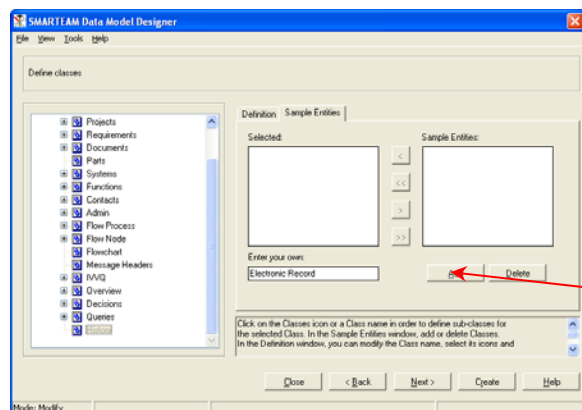 SMARTEAM Data Model Designer
File View Tools Help
Define classes
Projects
Requirements
Documents
Parts
Systems
Functions
Contacts
Admin
Flow Process
Flow Node
Flowchart
Message Headers
IVVQ
Overview
Decisions
Queries
History
Definition Sample Entities
Selected: Sample Entities:
<
<<
>
>>
Enter your own:
Electronic Record
Delete
Click on the Classes icon or a Class name in order to define sub-classes for
the selected Class. In the Sample Entities window, add or delete Classes.
In the Definition window, you can modify the Class name, select its icons and
Close < Back Next > Create Help
Mode: Modify